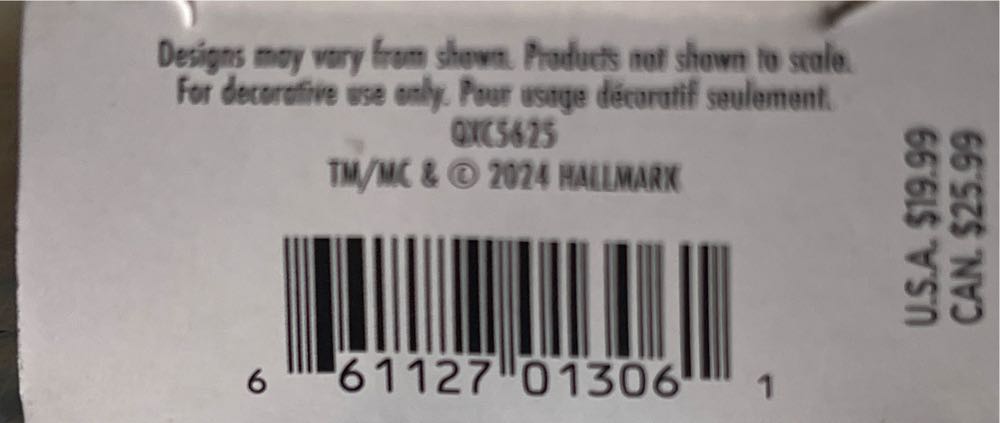 Designs may vary from shown. Products not shown to scale.
For decorative use only. Pour usage décoratif seulement.
QXC5625
TM/MC & © 2024 HALLMARK
6 61127 01306 1
U.S.A. $19.99
CAN. $25.99